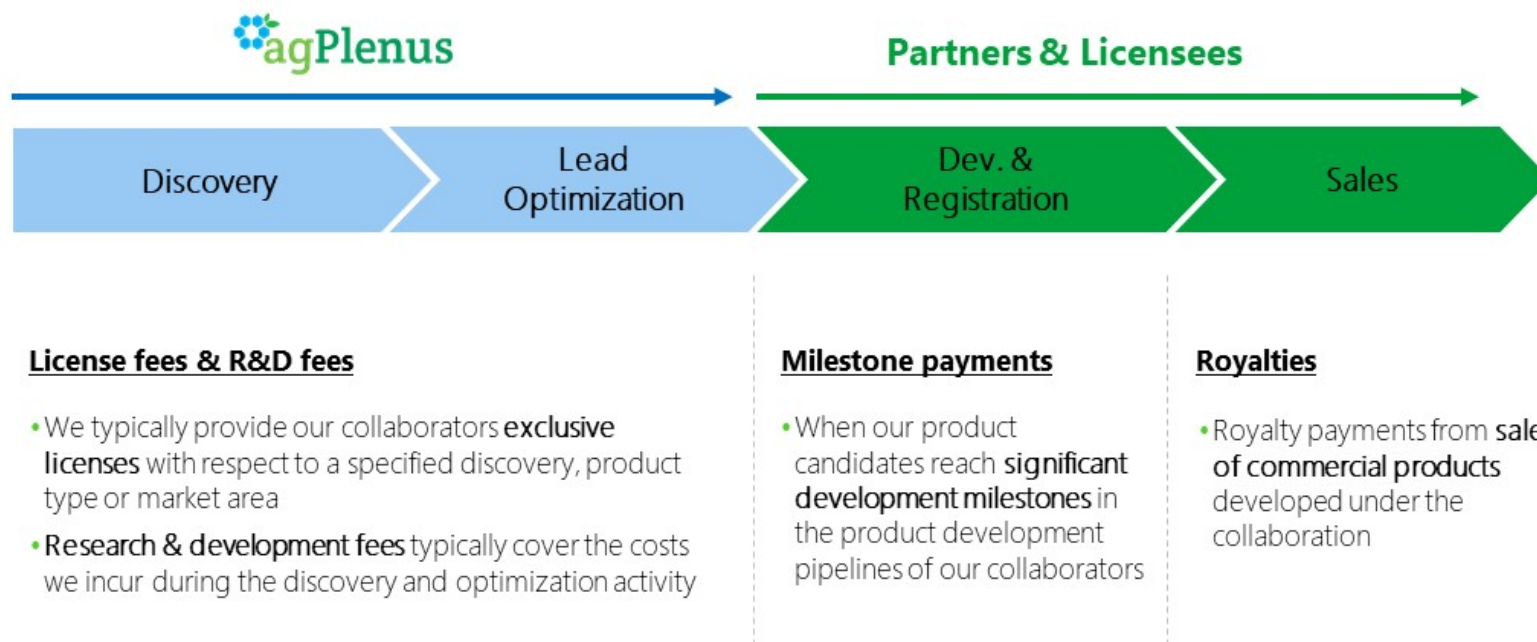 agPlenus
Partners & Licensees
Discovery
Lead
Optimization
Dev. &
Registration
Sales
License fees & R&D fees
• We typically provide our collaborators exclusive
licenses with respect to a specified discovery, product
type or market area
• Research & development fees typically cover the costs
we incur during the discovery and optimization activity
Milestone payments
• When our product
candidates reach significant
development milestones in
the product development
pipelines of our collaborators
Royalties
• Royalty payments from sale
of commercial products
developed under the
collaboration